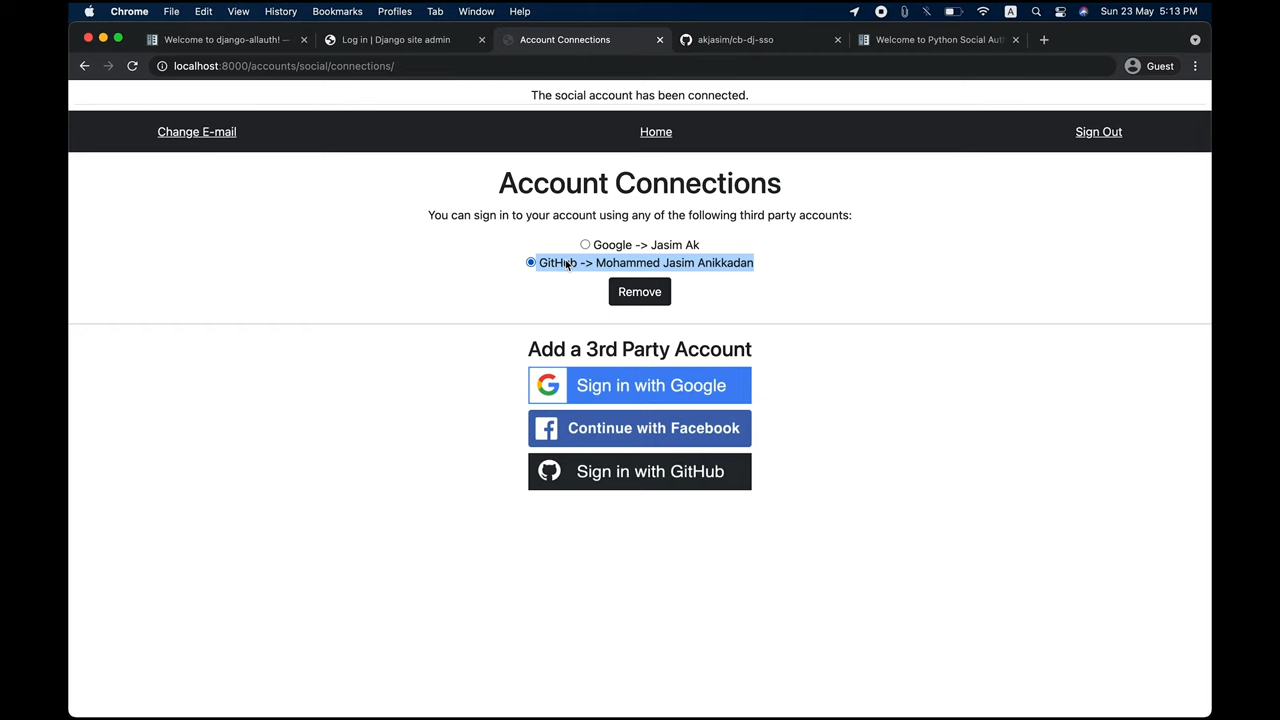 Chrome File Edit View History Bookmarks Profiles Tab Window Help A Sun 23 May 5:13 PM
Welcome to django-allauth! — Log in | Django site admin Account Connections akjasim/cb-dj-sso Welcome to Python Social Aut
localhost:8000/accounts/social/connections/ Guest
The social account has been connected.
Change E-mail Home Sign Out
Account Connections
You can sign in to your account using any of the following third party accounts:
Google -> Jasim Ak
GitHub -> Mohammed Jasim Anikkadan
Remove
Add a 3rd Party Account
G Sign in with Google
f Continue with Facebook
Sign in with GitHub